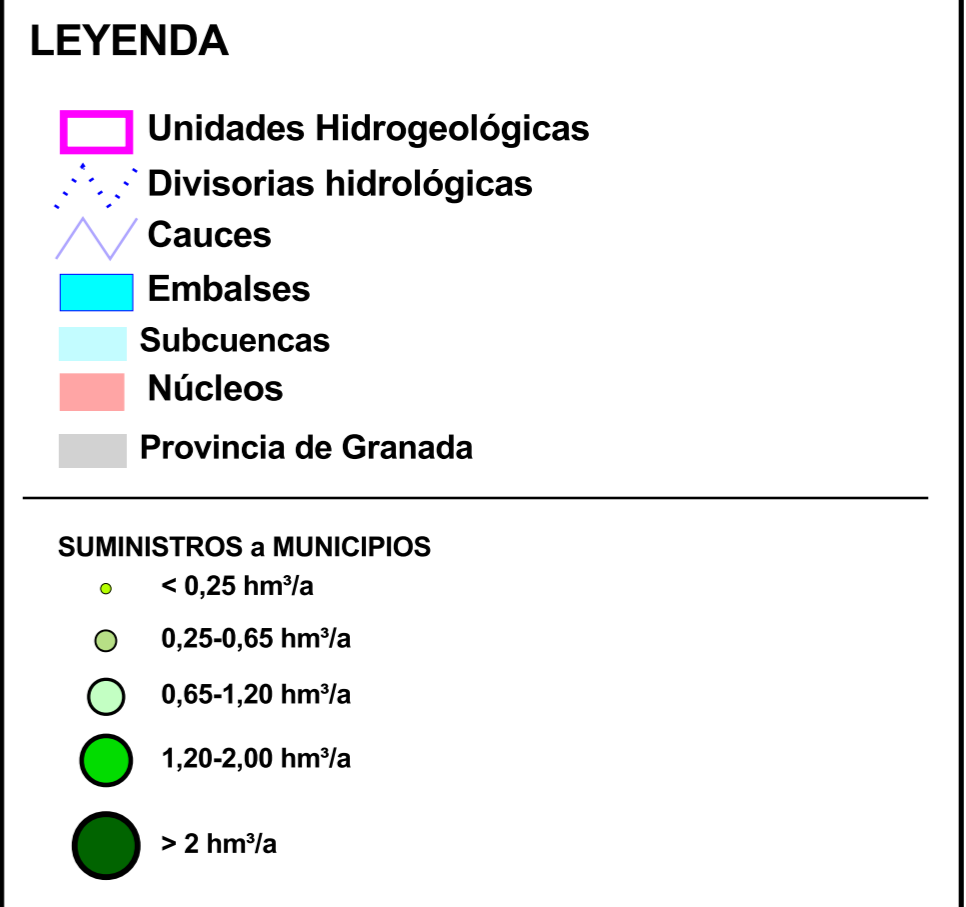 LEYENDA
Unidades Hidrogeológicas
Divisorias hidrológicas
Cauces
Embalses
Subcuencas
Núcleos
Provincia de Granada
SUMINISTROS a MUNICIPIOS
< 0,25 hm³/a
0,25-0,65 hm³/a
0,65-1,20 hm³/a
1,20-2,00 hm³/a
> 2 hm³/a